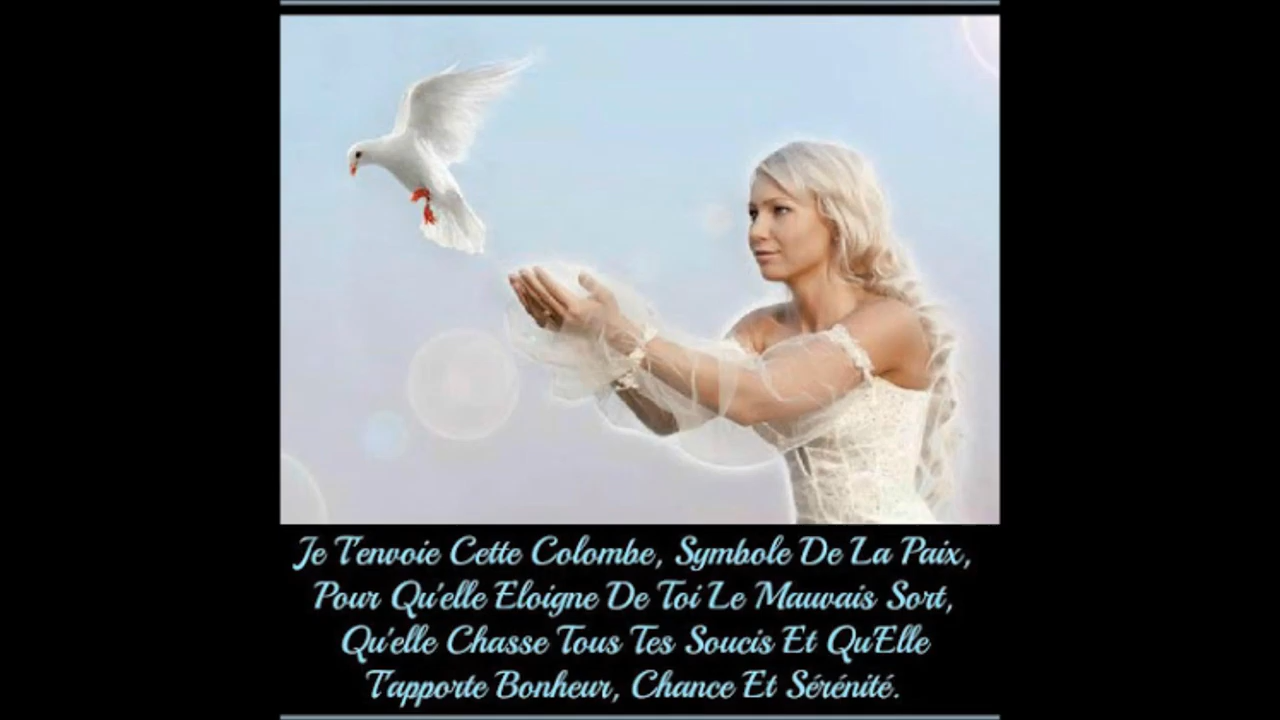 Je T'envoie Cette Colombe, Symbole De La Paix,
Pour Qu'elle Eloigne De Toi Le Mauvais Sort,
Qu'elle Chasse Tous Tes Soucis Et Qu'Elle
T'apporte Bonheur, Chance Et Sérénité.